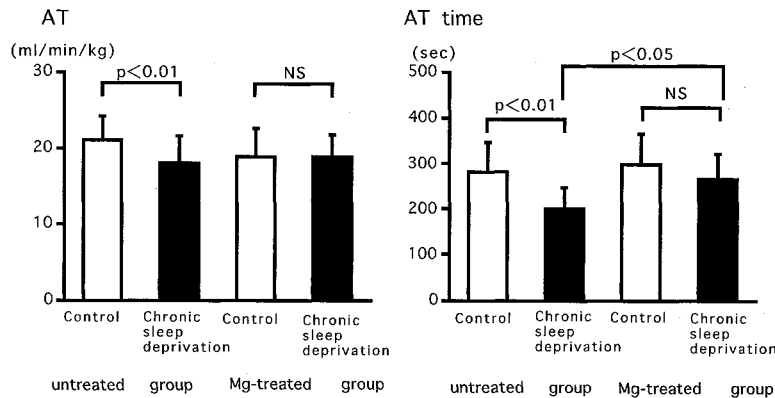 AT
(ml/min/kg)
30
20
10
0
p<0.01
NS
Control
Chronic
sleep
deprivation
Control
Chronic
sleep
deprivation
untreated group
Mg-treated group
AT time
(sec)
500
400
300
200
100
0
p<0.05
p<0.01
NS
Control
Chronic
sleep
deprivation
Control
Chronic
sleep
deprivation
untreated group
Mg-treated group